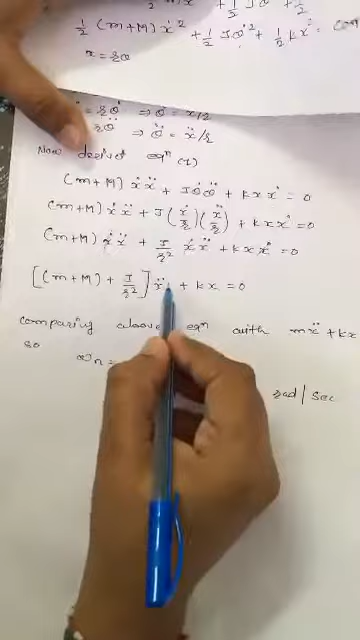 ½ (m+M) ẋ² + ½ Jθ̇² + ½ kx² =
x = rθ
= rθ̇ ⇒ θ̇ = ẋ/r
rθ̈ ⇒ θ̈ = ẍ/r
Now derivet eqⁿ (1)
(m+M) ẋẍ + Jθ̇θ̈ + kxẋ = 0
(m+M) ẋẍ + J(ẋ/r)(ẍ/r) + kxẋ = 0
(m+M) ẋẍ + J/r² ẋẍ + kxẋ = 0
[(m+M) + J/r²] ẍ + kx = 0
comparing above eqⁿ with mẍ + kx
so
ωn =
rad/sec